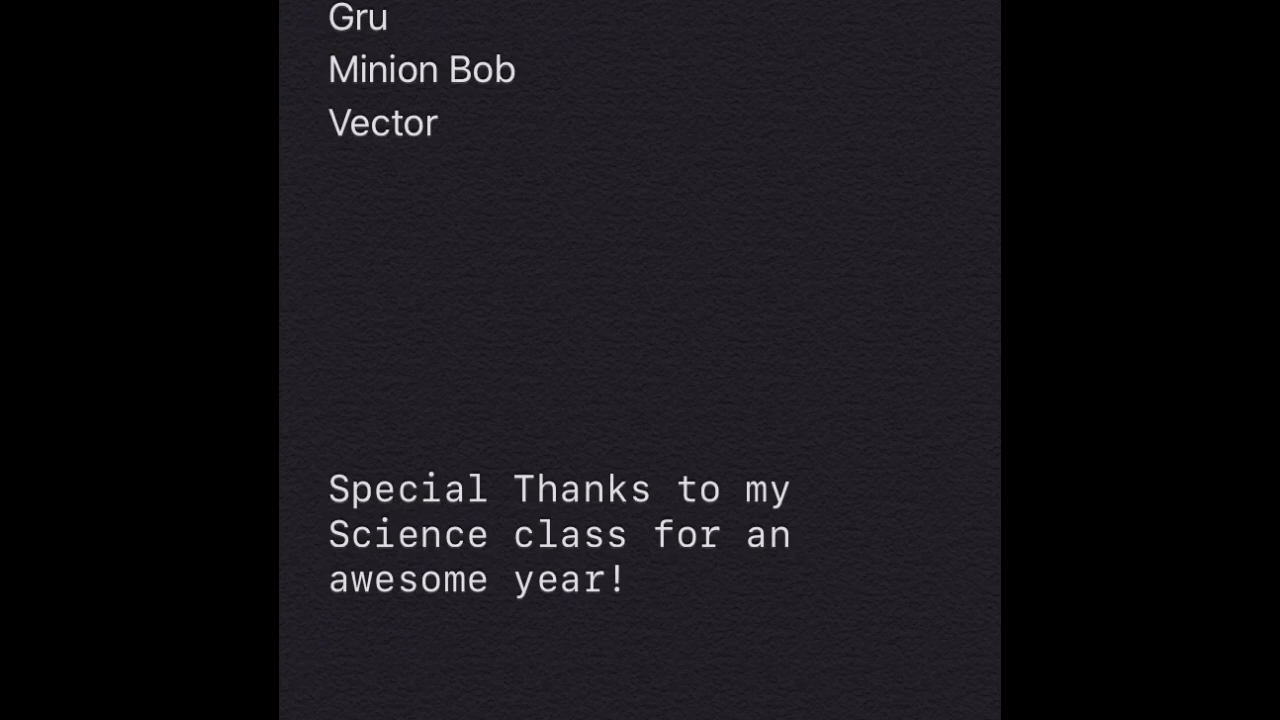 Gru
Minion Bob
Vector
Special Thanks to my
Science class for an
awesome year!